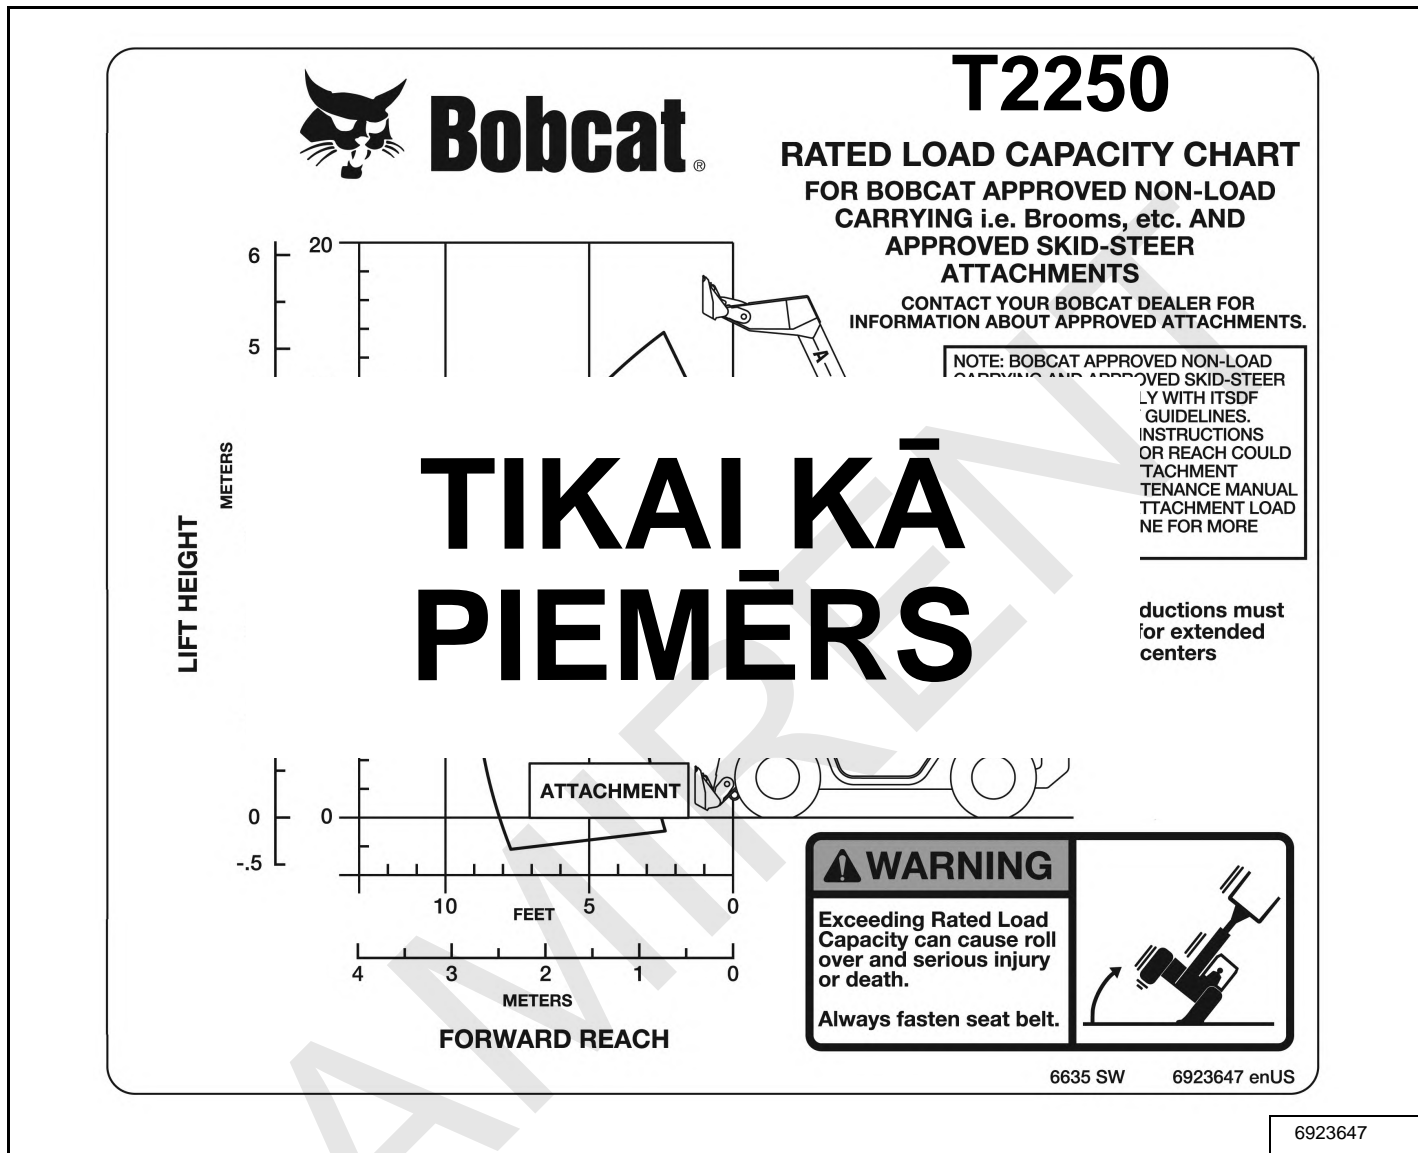 Bobcat®
T2250
RATED LOAD CAPACITY CHART
FOR BOBCAT APPROVED NON-LOAD
CARRYING i.e. Brooms, etc. AND
APPROVED SKID-STEER
ATTACHMENTS
CONTACT YOUR BOBCAT DEALER FOR
INFORMATION ABOUT APPROVED ATTACHMENTS.
NOTE: BOBCAT APPROVED NON-LOAD
CARRYING AND APPROVED SKID-STEER
LY WITH ITSDF
GUIDELINES.
INSTRUCTIONS
OR REACH COULD
TTACHMENT
TENANCE MANUAL
TTACHMENT LOAD
NE FOR MORE
ductions must
for extended
centers
6
20
5
A
METERS
LIFT HEIGHT
TIKAI KĀ
PIEMĒRS
ATTACHMENT
0
0
-.5
10
FEET
5
0
4
3
2
1
0
METERS
FORWARD REACH
WARNING
Exceeding Rated Load
Capacity can cause roll
over and serious injury
or death.
Always fasten seat belt.
6635 SW
6923647 enUS
6923647
AMIRENT